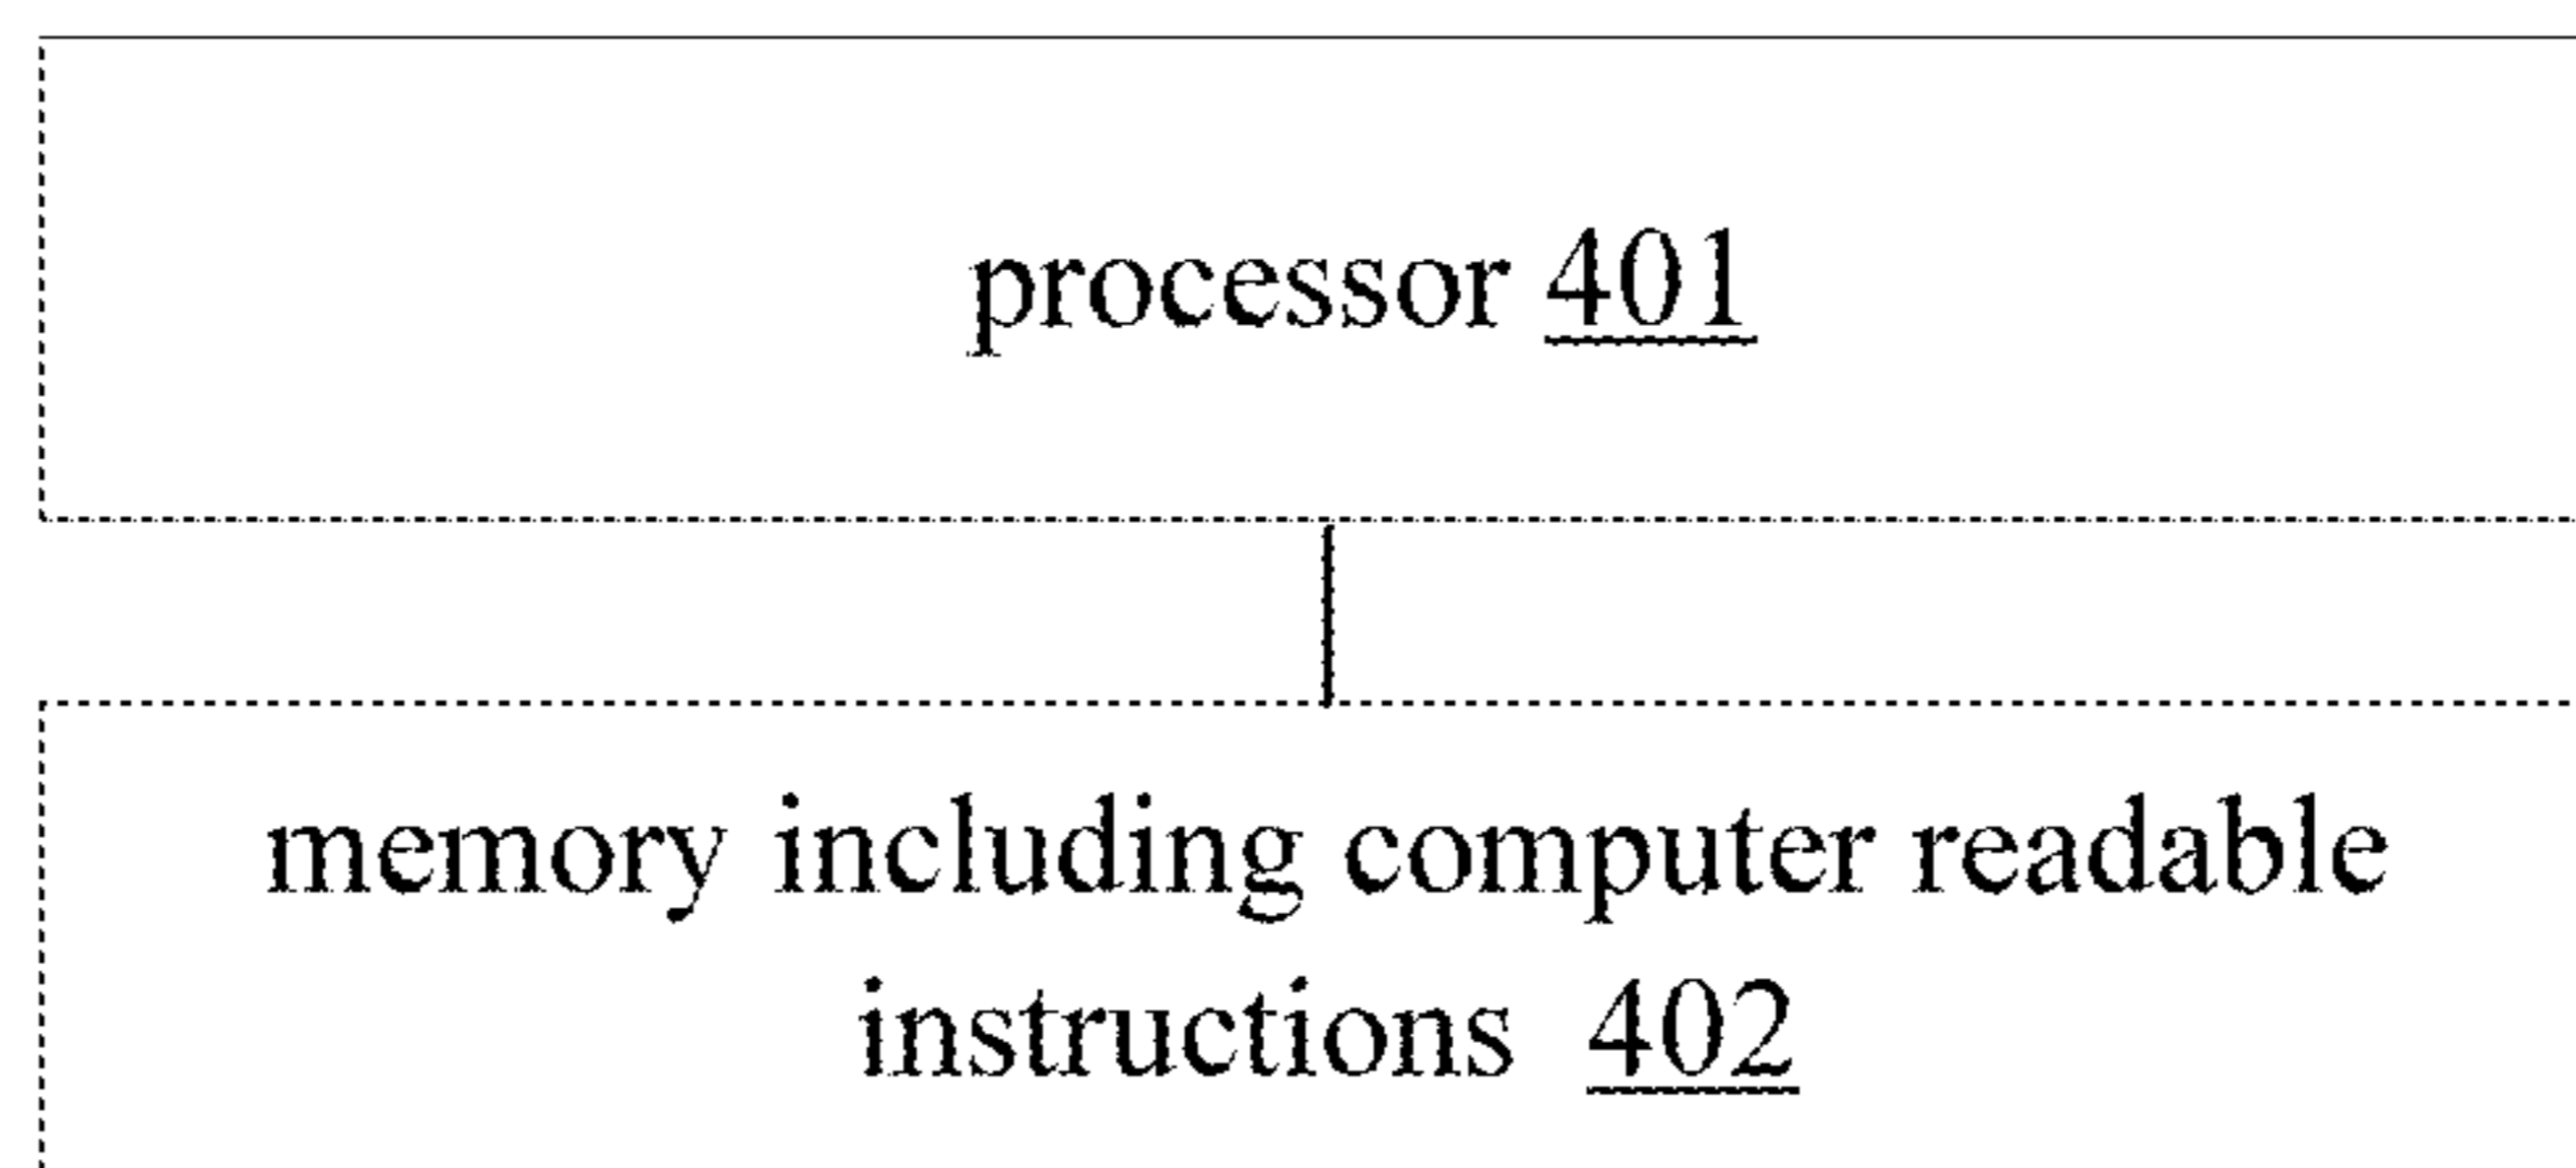 processor 401
memory including computer readable
instructions 402